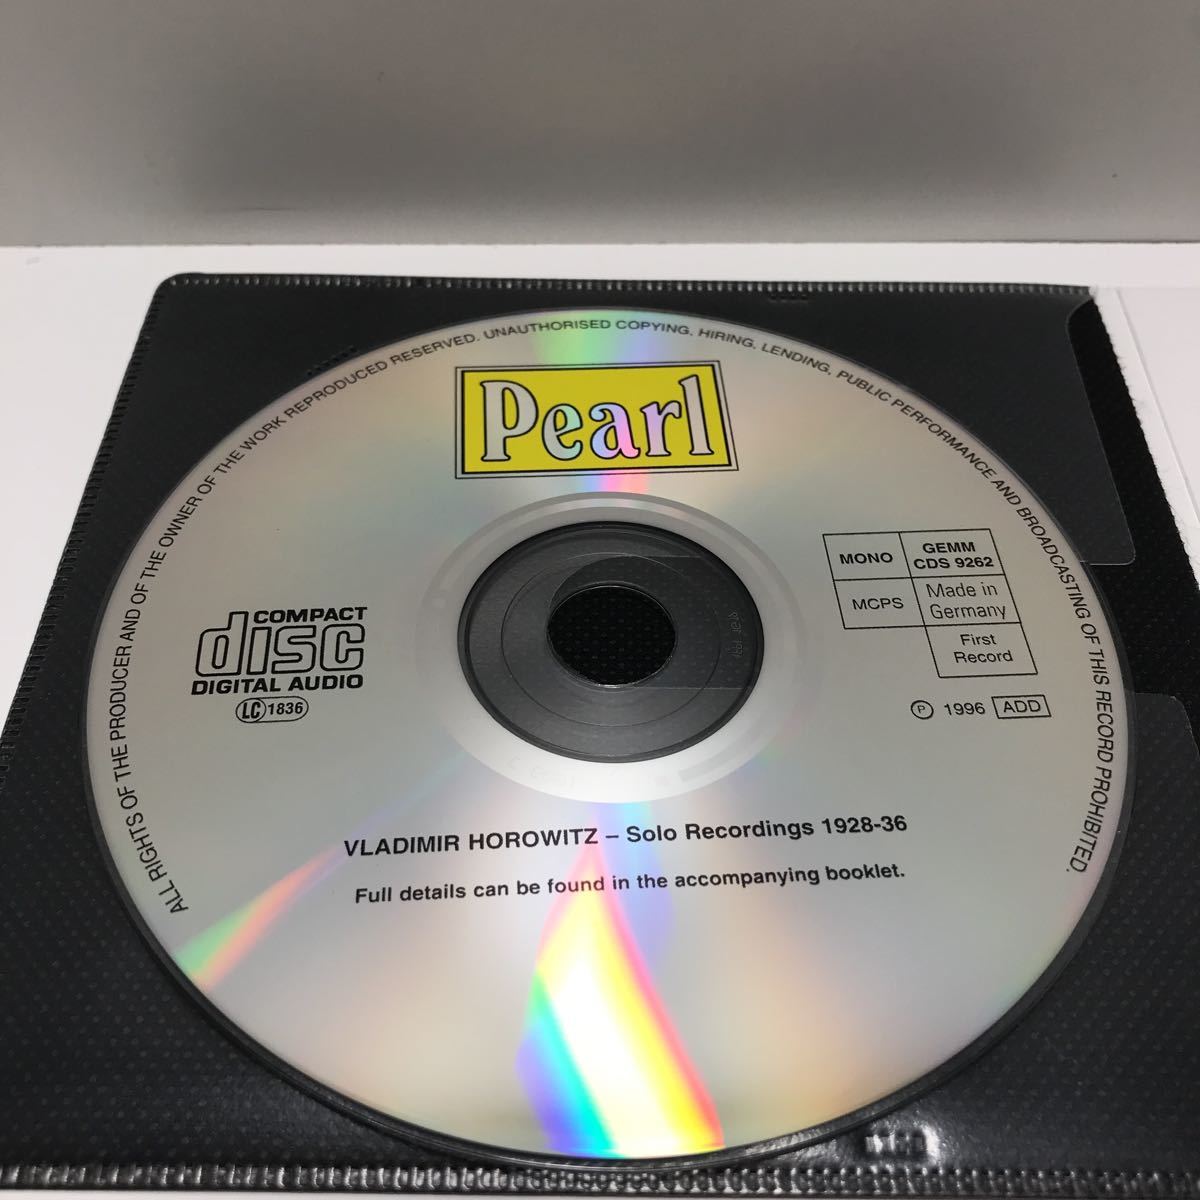 ALL RIGHTS OF THE PRODUCER AND OF THE OWNER OF THE WORK REPRODUCED RESERVED. UNAUTHORISED COPYING, HIRING, LENDING, PUBLIC PERFORMANCE AND BROADCASTING OF THIS RECORD PROHIBITED.
Pearl
MONO
GEMM
CDS 9262
MCPS
Made in
Germany
First
Record
COMPACT
disc
DIGITAL AUDIO
LC 1836
Ⓟ 1996 ADD
VLADIMIR HOROWITZ – Solo Recordings 1928-36
Full details can be found in the accompanying booklet.